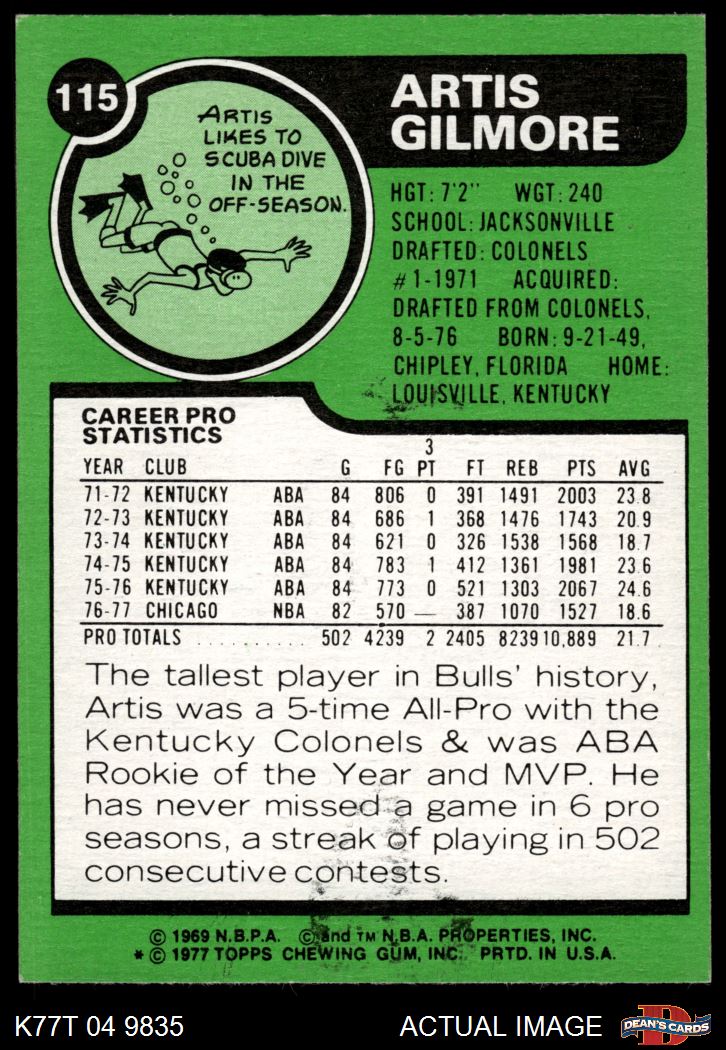 115
ARTIS
LIKES TO
SCUBA DIVE
IN THE
OFF-SEASON.
ARTIS
GILMORE
HGT: 7'2" WGT: 240
SCHOOL: JACKSONVILLE
DRAFTED: COLONELS
#1-1971 ACQUIRED:
DRAFTED FROM COLONELS,
8-5-76 BORN: 9-21-49,
CHIPLEY, FLORIDA HOME:
LOUISVILLE, KENTUCKY
CAREER PRO
STATISTICS
YEAR CLUB G FG 3 PT FT REB PTS AVG
71-72 KENTUCKY ABA 84 806 0 391 1491 2003 23.8
72-73 KENTUCKY ABA 84 686 1 368 1476 1743 20.9
73-74 KENTUCKY ABA 84 621 0 326 1538 1568 18.7
74-75 KENTUCKY ABA 84 783 1 412 1361 1981 23.6
75-76 KENTUCKY ABA 84 773 0 521 1303 2067 24.6
76-77 CHICAGO NBA 82 570 — 387 1070 1527 18.6
PRO TOTALS .......... 502 4239 2 2405 8239 10,889 21.7
The tallest player in Bulls' history,
Artis was a 5-time All-Pro with the
Kentucky Colonels & was ABA
Rookie of the Year and MVP. He
has never missed a game in 6 pro
seasons, a streak of playing in 502
consecutive contests.
© 1969 N.B.P.A. © and TM N.B.A. PROPERTIES, INC.
* © 1977 TOPPS CHEWING GUM, INC. PRTD. IN U.S.A.
K77T 04 9835 ACTUAL IMAGE
D
DEAN'S CARDS